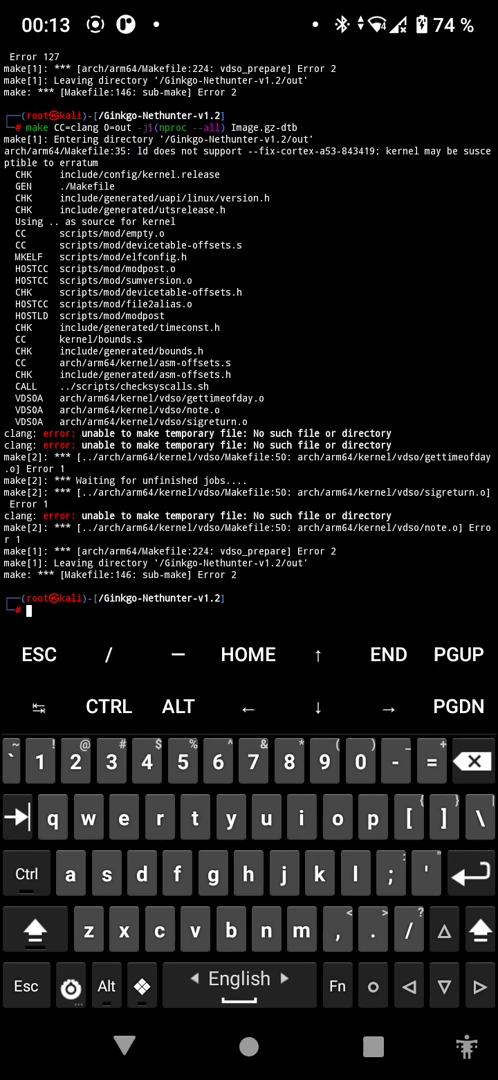 00:13
4
74 %
Error 127
make[1]: *** [arch/arm64/Makefile:224: vdso_prepare] Error 2
make[1]: Leaving directory '/Ginkgo-Nethunter-v1.2/out'
make: *** [Makefile:146: sub-make] Error 2
┌──(root㉿kali)-[/Ginkgo-Nethunter-v1.2]
└─# make CC=clang O=out -j$(nproc --all) Image.gz-dtb
make[1]: Entering directory '/Ginkgo-Nethunter-v1.2/out'
arch/arm64/Makefile:35: ld does not support --fix-cortex-a53-843419; kernel may be susce
ptible to erratum
CHK include/config/kernel.release
GEN ./Makefile
CHK include/generated/uapi/linux/version.h
CHK include/generated/utsrelease.h
Using .. as source for kernel
CC scripts/mod/empty.o
CC scripts/mod/devicetable-offsets.s
MKELF scripts/mod/elfconfig.h
HOSTCC scripts/mod/modpost.o
HOSTCC scripts/mod/sumversion.o
CHK scripts/mod/devicetable-offsets.h
HOSTCC scripts/mod/file2alias.o
HOSTLD scripts/mod/modpost
CHK include/generated/timeconst.h
CC kernel/bounds.s
CHK include/generated/bounds.h
CC arch/arm64/kernel/asm-offsets.s
CHK include/generated/asm-offsets.h
CALL ../scripts/checksyscalls.sh
VDSOA arch/arm64/kernel/vdso/gettimeofday.o
VDSOA arch/arm64/kernel/vdso/note.o
VDSOA arch/arm64/kernel/vdso/sigreturn.o
clang: error: unable to make temporary file: No such file or directory
clang: error: unable to make temporary file: No such file or directory
make[2]: *** [../arch/arm64/kernel/vdso/Makefile:50: arch/arm64/kernel/vdso/gettimeofday
.o] Error 1
make[2]: *** Waiting for unfinished jobs....
make[2]: *** [../arch/arm64/kernel/vdso/Makefile:50: arch/arm64/kernel/vdso/sigreturn.o]
Error 1
clang: error: unable to make temporary file: No such file or directory
make[2]: *** [../arch/arm64/kernel/vdso/Makefile:50: arch/arm64/kernel/vdso/note.o] Erro
r 1
make[1]: *** [arch/arm64/Makefile:224: vdso_prepare] Error 2
make[1]: Leaving directory '/Ginkgo-Nethunter-v1.2/out'
make: *** [Makefile:146: sub-make] Error 2
┌──(root㉿kali)-[/Ginkgo-Nethunter-v1.2]
└─#
ESC / — HOME ↑ END PGUP
↹ CTRL ALT ← ↓ → PGDN
~ ! @ # $ % ^ & * ( ) _ +
` 1 2 3 4 5 6 7 8 9 0 - =
{ } |
q w e r t y u i o p [ ] \
: "
Ctrl a s d f g h j k l ; '
< > ?
z x c v b n m , . /
Esc Alt English Fn